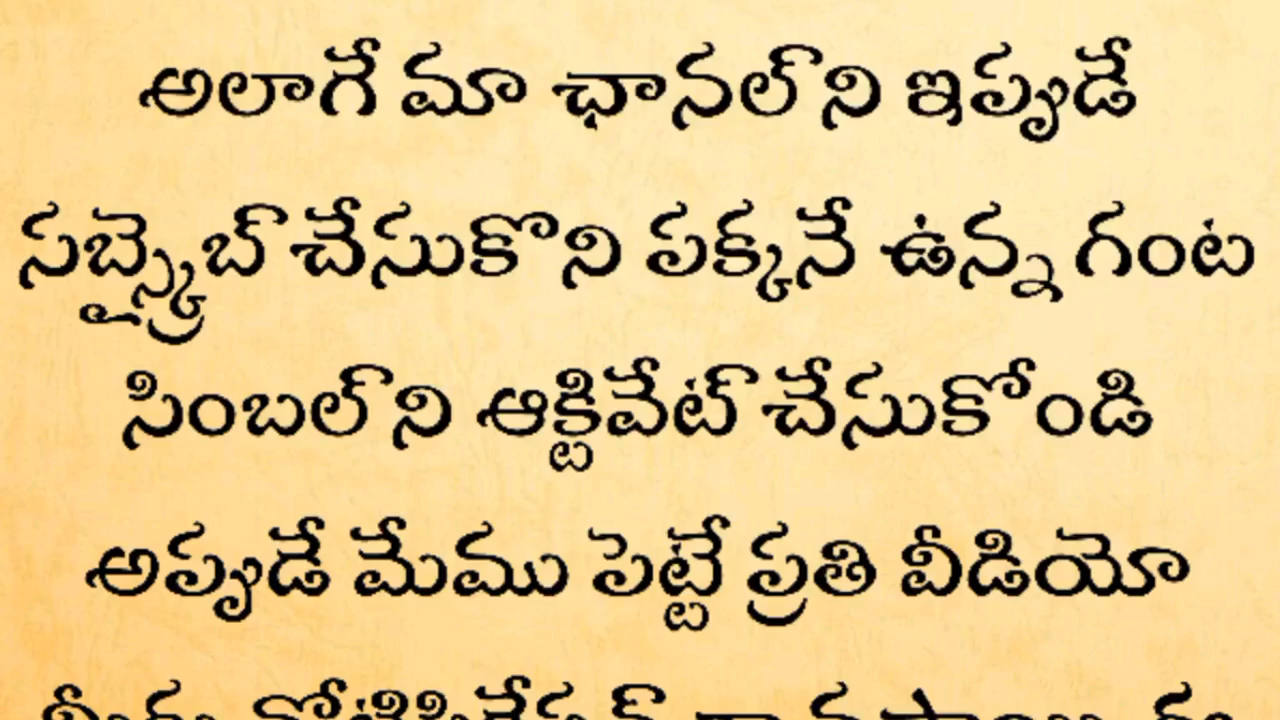 అలాగే మా ఛానల్‌ని ఇప్పుడే
సబ్స్క్రైబ్ చేసుకొని పక్కనే ఉన్న గంట
సింబల్‌ని ఆక్టివేట్ చేసుకోండి
అప్పుడే మేము పెట్టే ప్రతి వీడియో